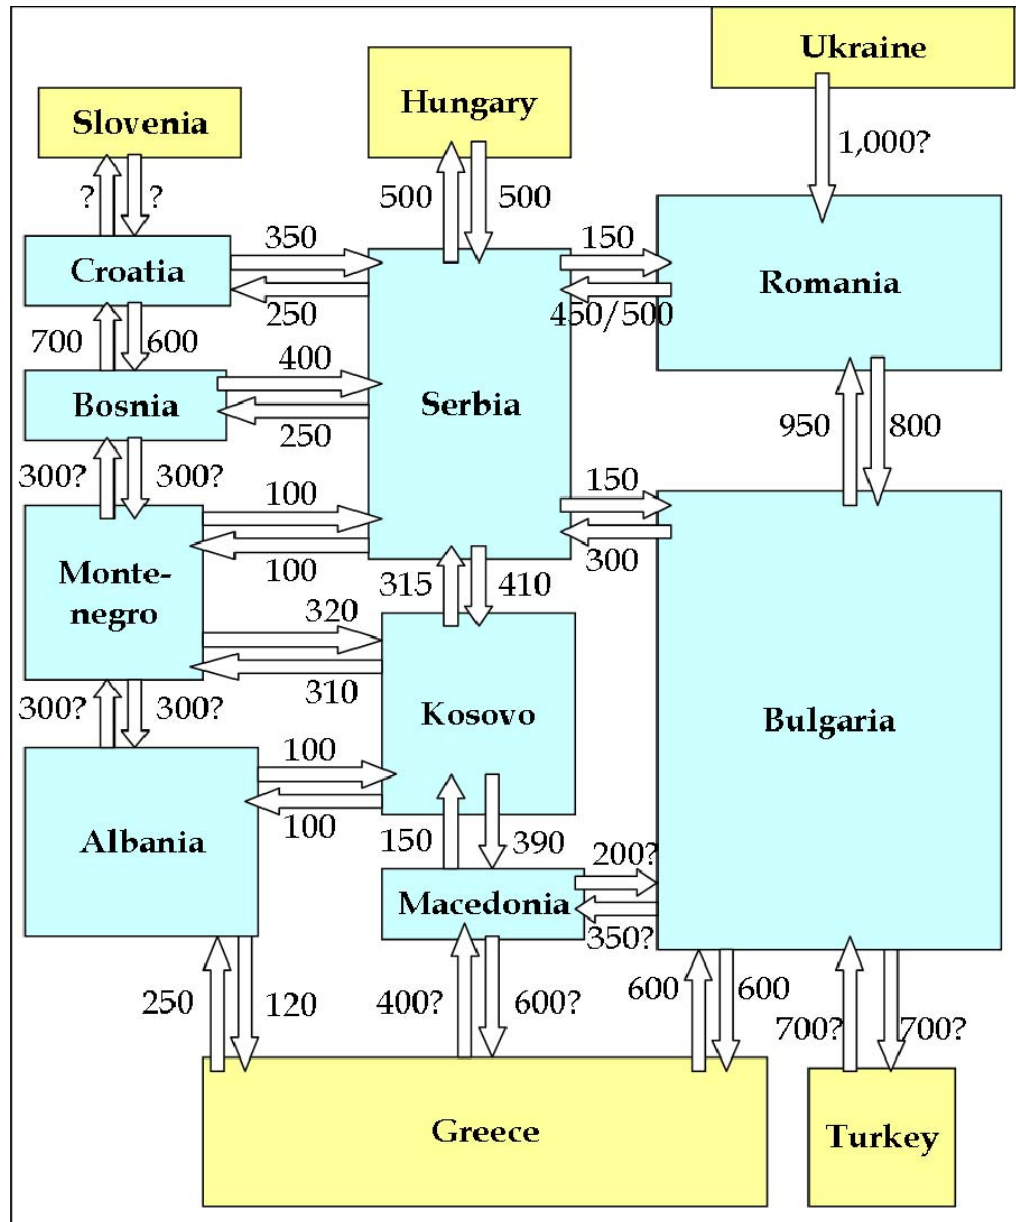 Ukraine
Hungary
Slovenia
1,000?
? ?
500 500
350
150
Croatia
Romania
250
450/500
700 600
400
Bosnia
Serbia
250
950 800
300? 300?
100
150
100
300
Monte-
negro
315 410
320
310
300? 300?
Kosovo
Bulgaria
100
100
Albania
150 390
200?
Macedonia
350?
250 120
400? 600?
600 600
700? 700?
Greece
Turkey